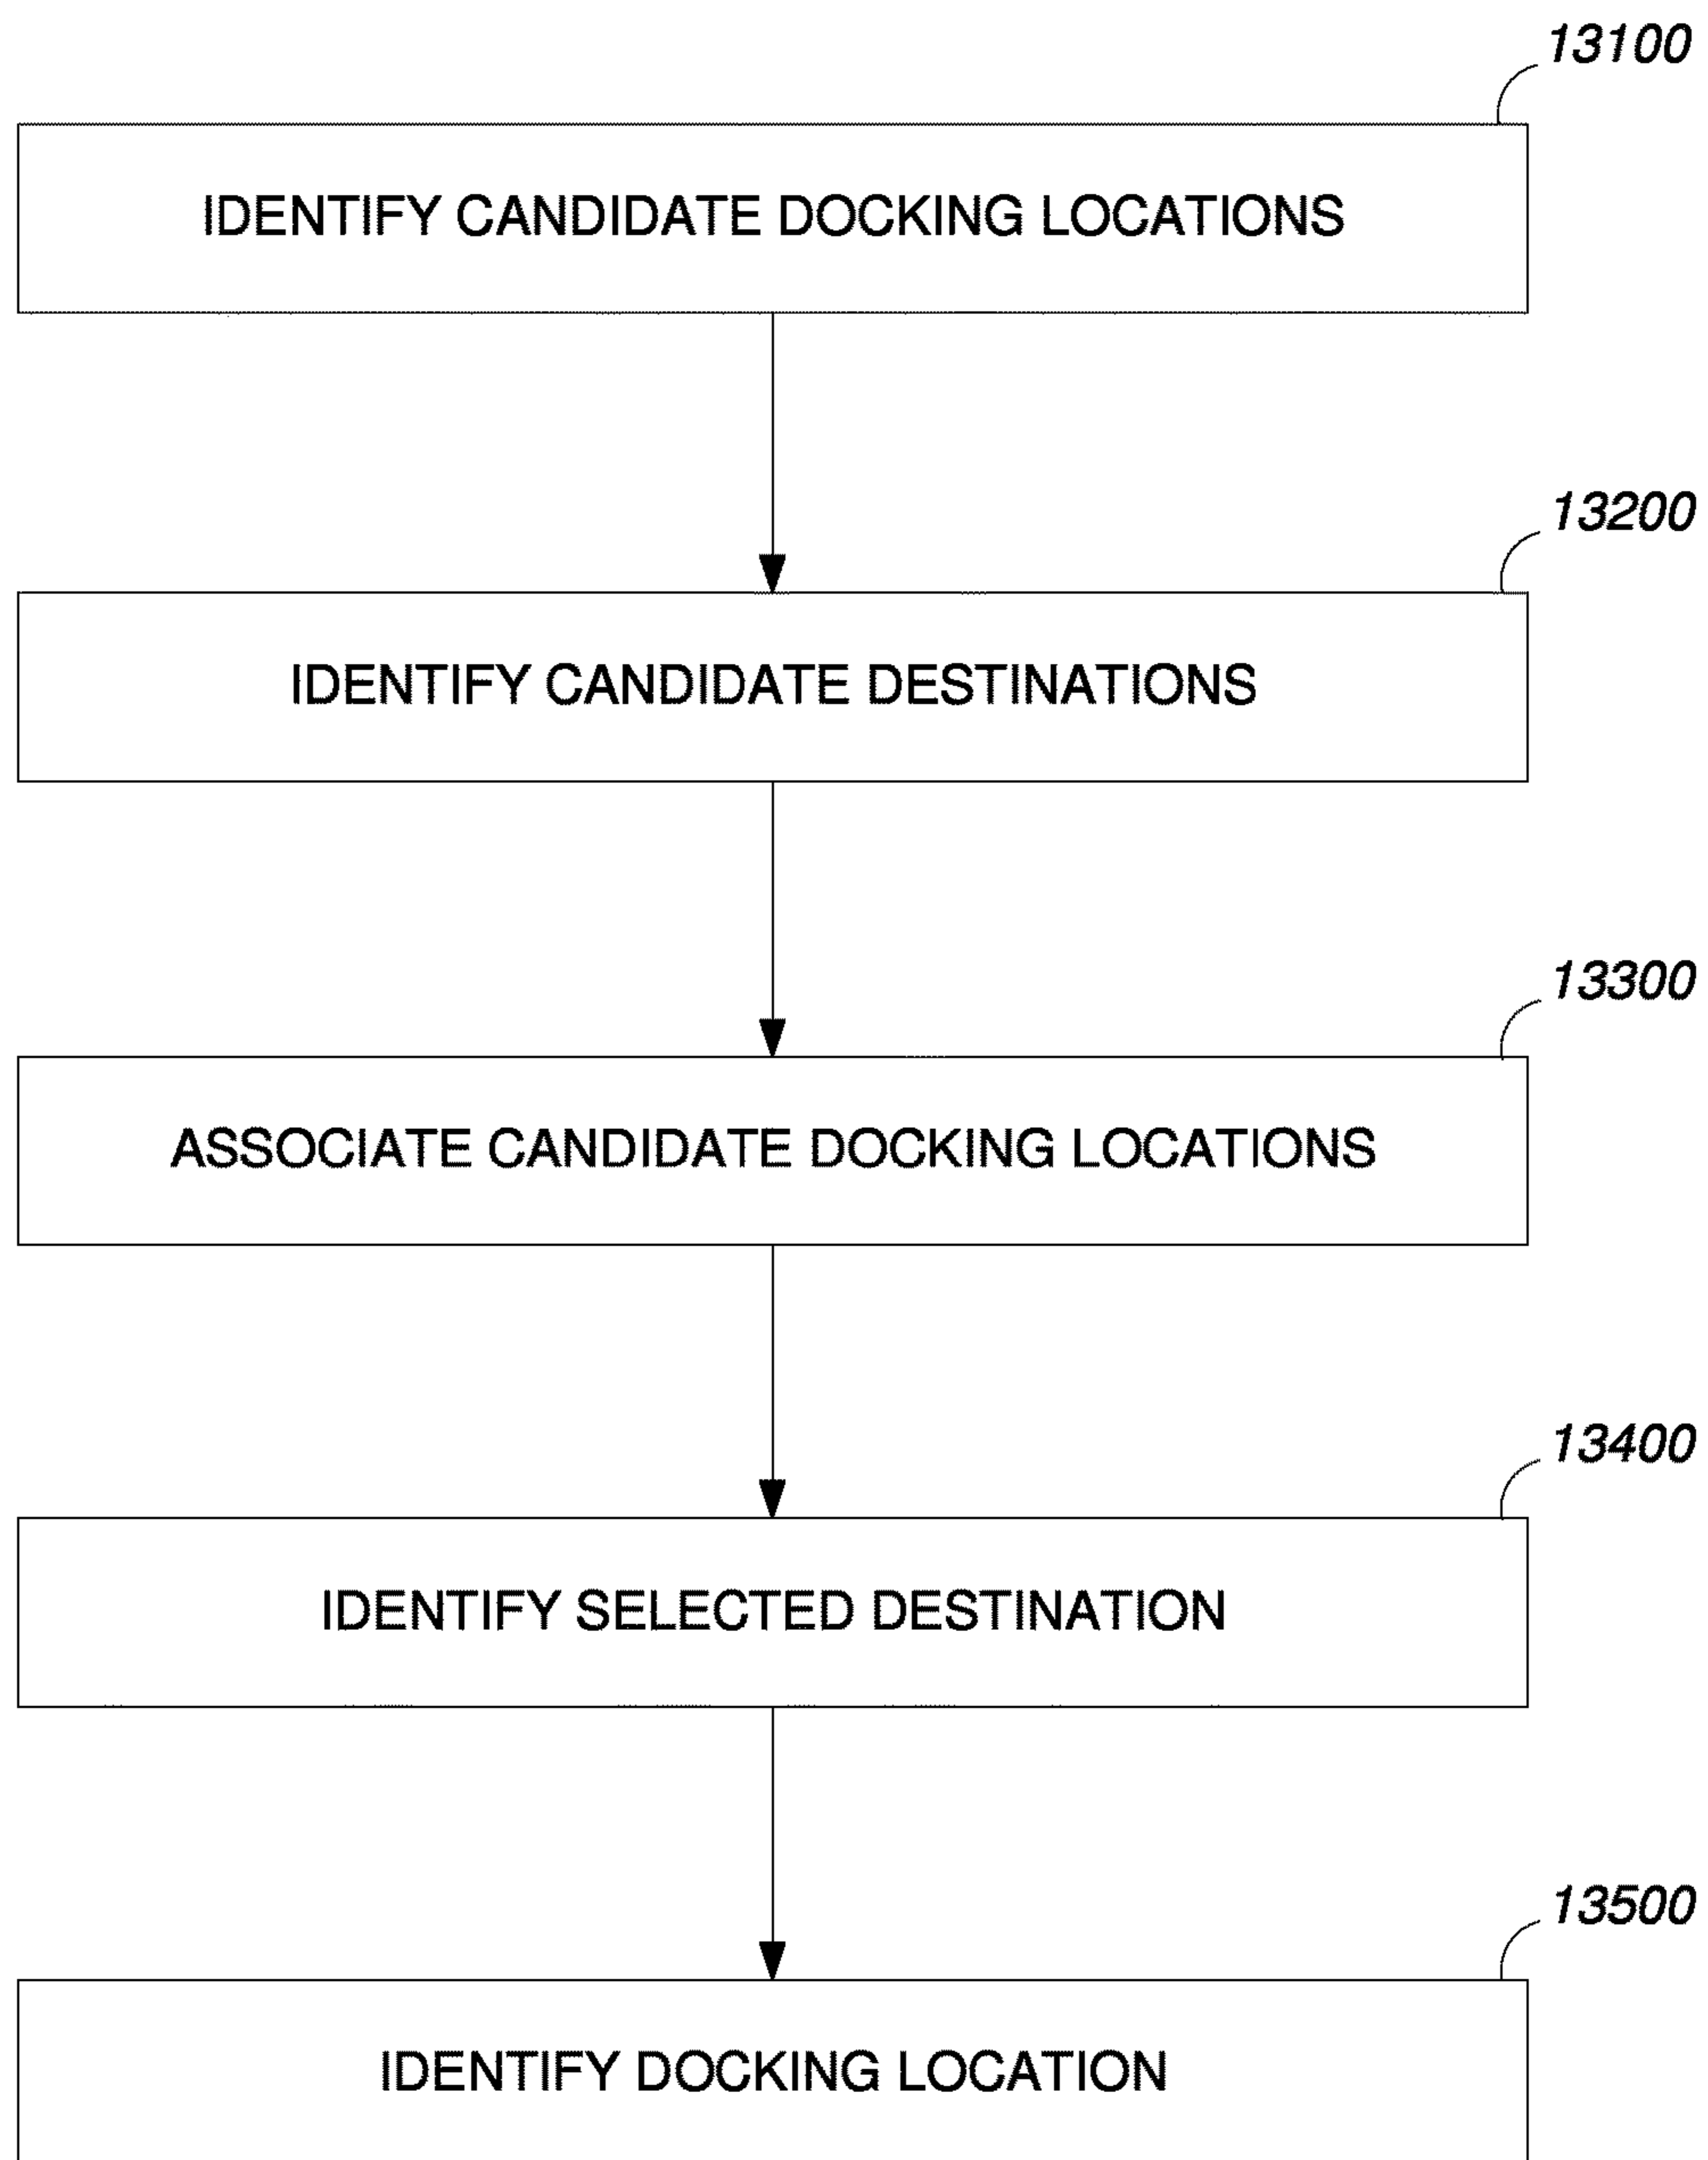 13100
IDENTIFY CANDIDATE DOCKING LOCATIONS
13200
IDENTIFY CANDIDATE DESTINATIONS
13300
ASSOCIATE CANDIDATE DOCKING LOCATIONS
13400
IDENTIFY SELECTED DESTINATION
13500
IDENTIFY DOCKING LOCATION